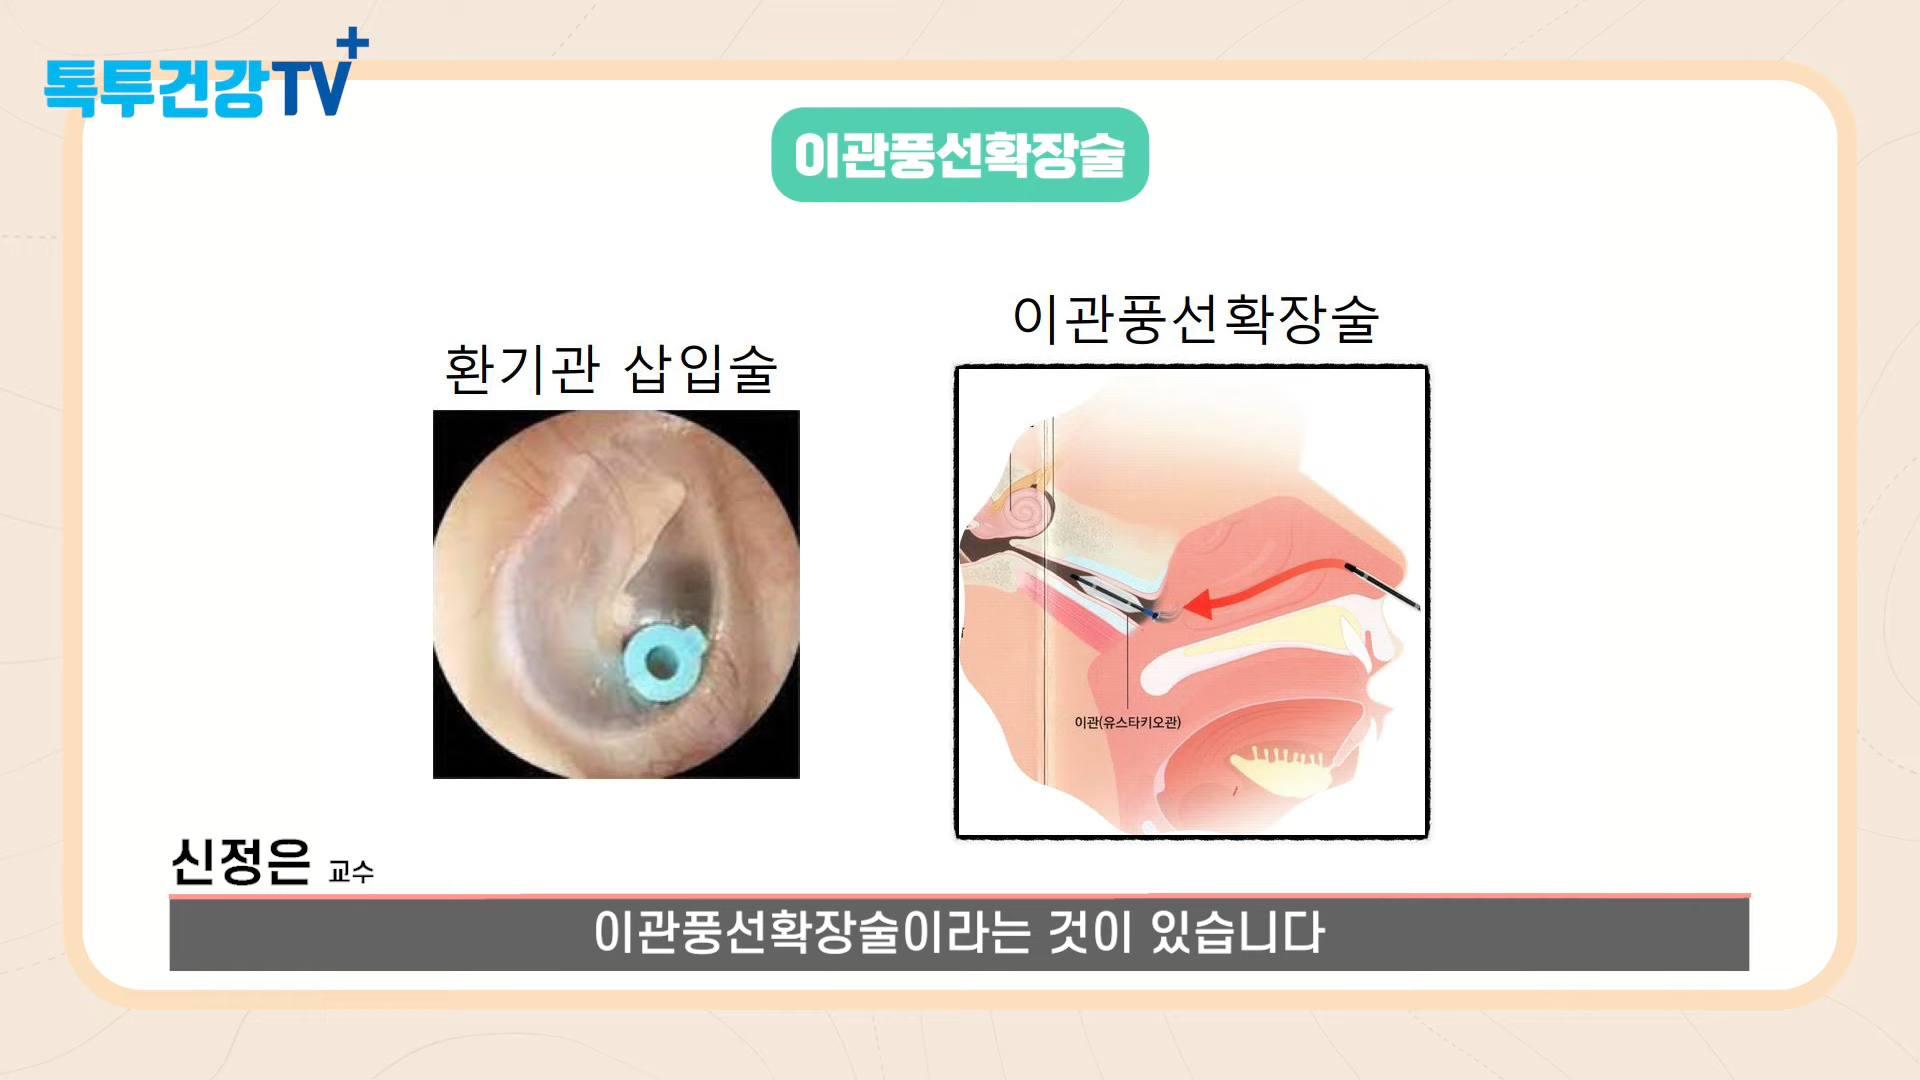 톡투건강TV+
이관풍선확장술
환기관 삽입술
이관풍선확장술
이관(유스타키오관)
신정은 교수
이관풍선확장술이라는 것이 있습니다